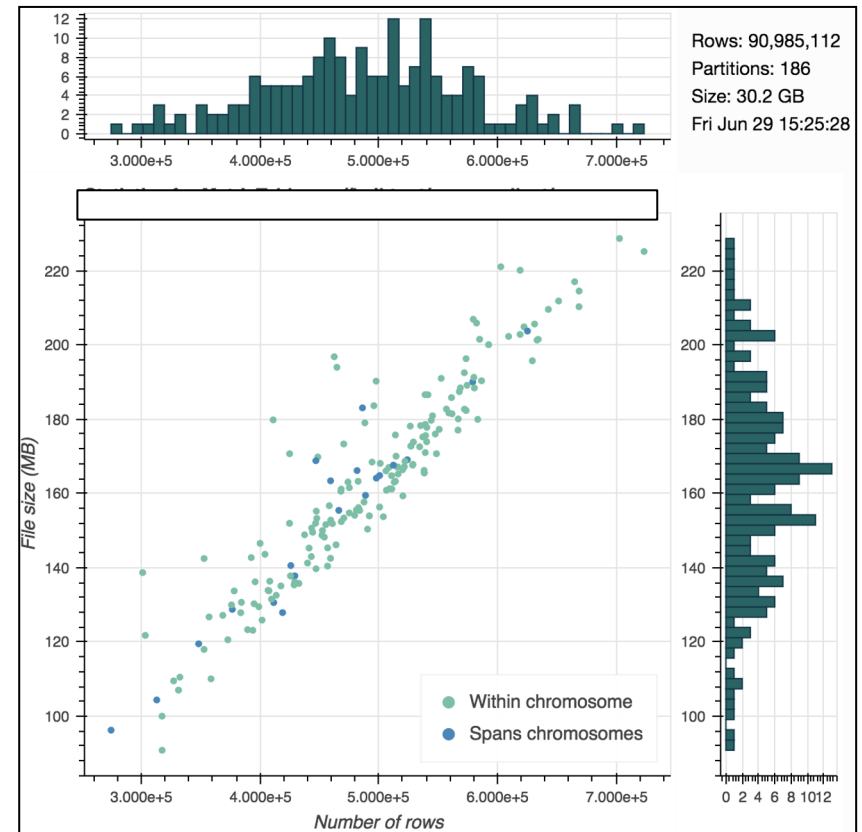 12
10
8
6
4
2
0
3.000e+5 4.000e+5 5.000e+5 6.000e+5 7.000e+5
Rows: 90,985,112
Partitions: 186
Size: 30.2 GB
Fri Jun 29 15:25:28
220
200
180
160
140
120
100
File size (MB)
Within chromosome
Spans chromosomes
3.000e+5 4.000e+5 5.000e+5 6.000e+5 7.000e+5
Number of rows
220
200
180
160
140
120
100
0 2 4 6 8 10 12